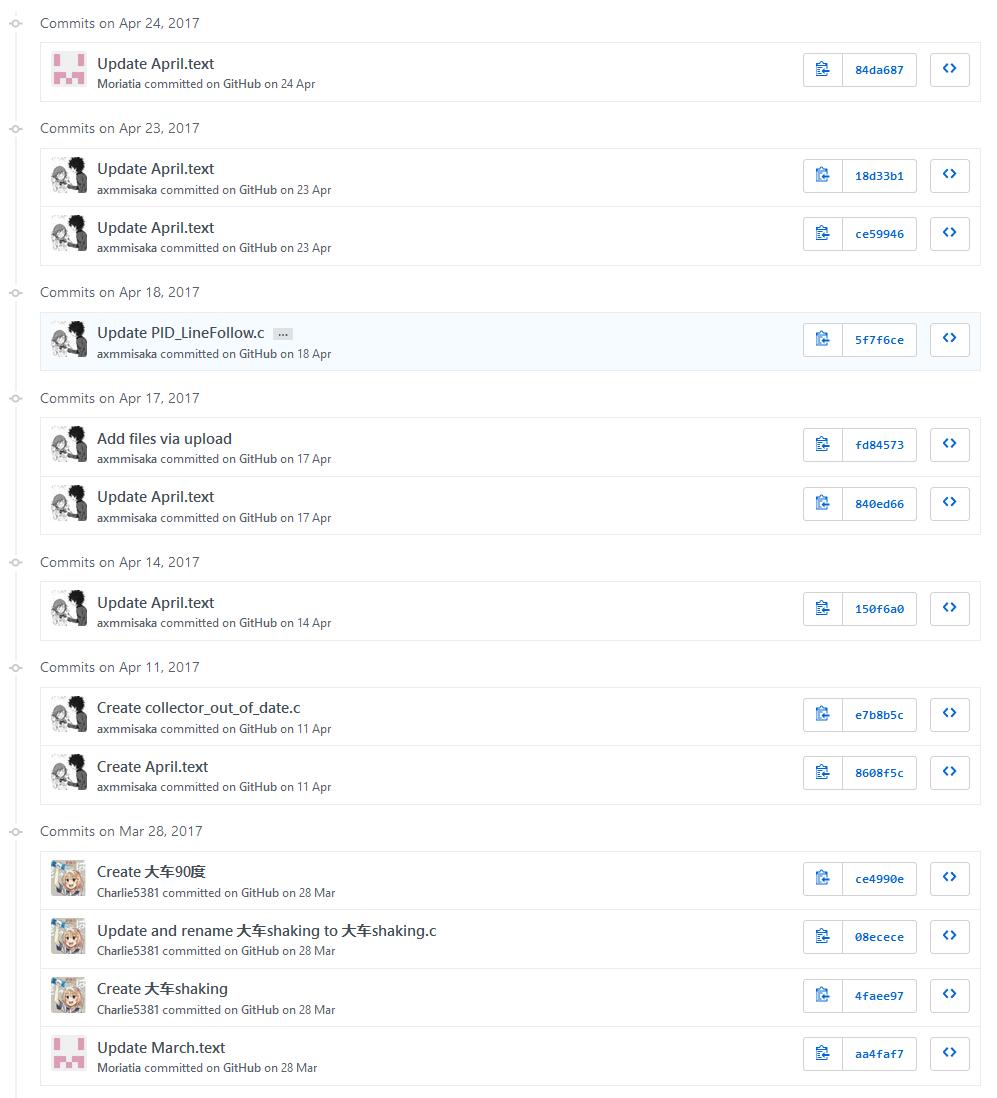 Commits on Apr 24, 2017
Update April.text
84da687
Moriatia committed on GitHub on 24 Apr
Commits on Apr 23, 2017
Update April.text
18d33b1
axmmisaka committed on GitHub on 23 Apr
Update April.text
ce59946
axmmisaka committed on GitHub on 23 Apr
Commits on Apr 18, 2017
Update PID_LineFollow.c ...
5f7f6ce
axmmisaka committed on GitHub on 18 Apr
Commits on Apr 17, 2017
Add files via upload
fd84573
axmmisaka committed on GitHub on 17 Apr
Update April.text
840ed66
axmmisaka committed on GitHub on 17 Apr
Commits on Apr 14, 2017
Update April.text
150f6a0
axmmisaka committed on GitHub on 14 Apr
Commits on Apr 11, 2017
Create collector_out_of_date.c
e7b8b5c
axmmisaka committed on GitHub on 11 Apr
Create April.text
8608f5c
axmmisaka committed on GitHub on 11 Apr
Commits on Mar 28, 2017
Create 大车90度
ce4990e
Charlie5381 committed on GitHub on 28 Mar
Update and rename 大车shaking to 大车shaking.c
08ecece
Charlie5381 committed on GitHub on 28 Mar
Create 大车shaking
4faee97
Charlie5381 committed on GitHub on 28 Mar
Update March.text
aa4faf7
Moriatia committed on GitHub on 28 Mar